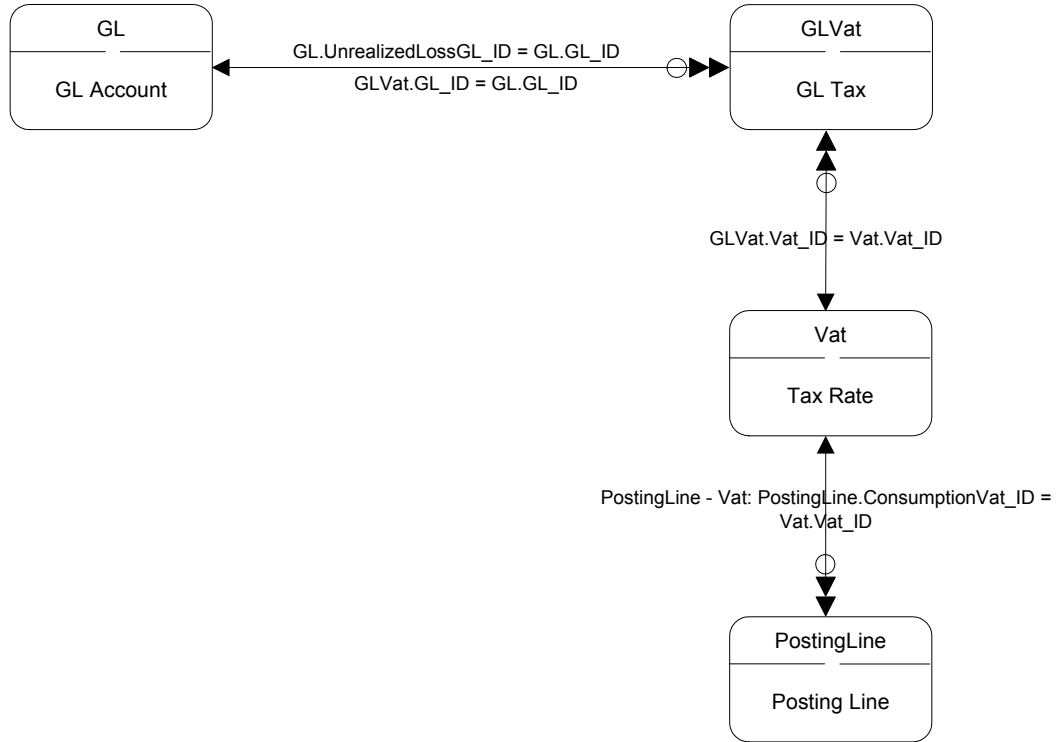 GL
GL Account
GL.UnrealizedLossGL_ID = GL.GL_ID
GLVat.GL_ID = GL.GL_ID
GLVat
GL Tax
GLVat.Vat_ID = Vat.Vat_ID
Vat
Tax Rate
PostingLine - Vat: PostingLine.ConsumptionVat_ID =
Vat.Vat_ID
PostingLine
Posting Line